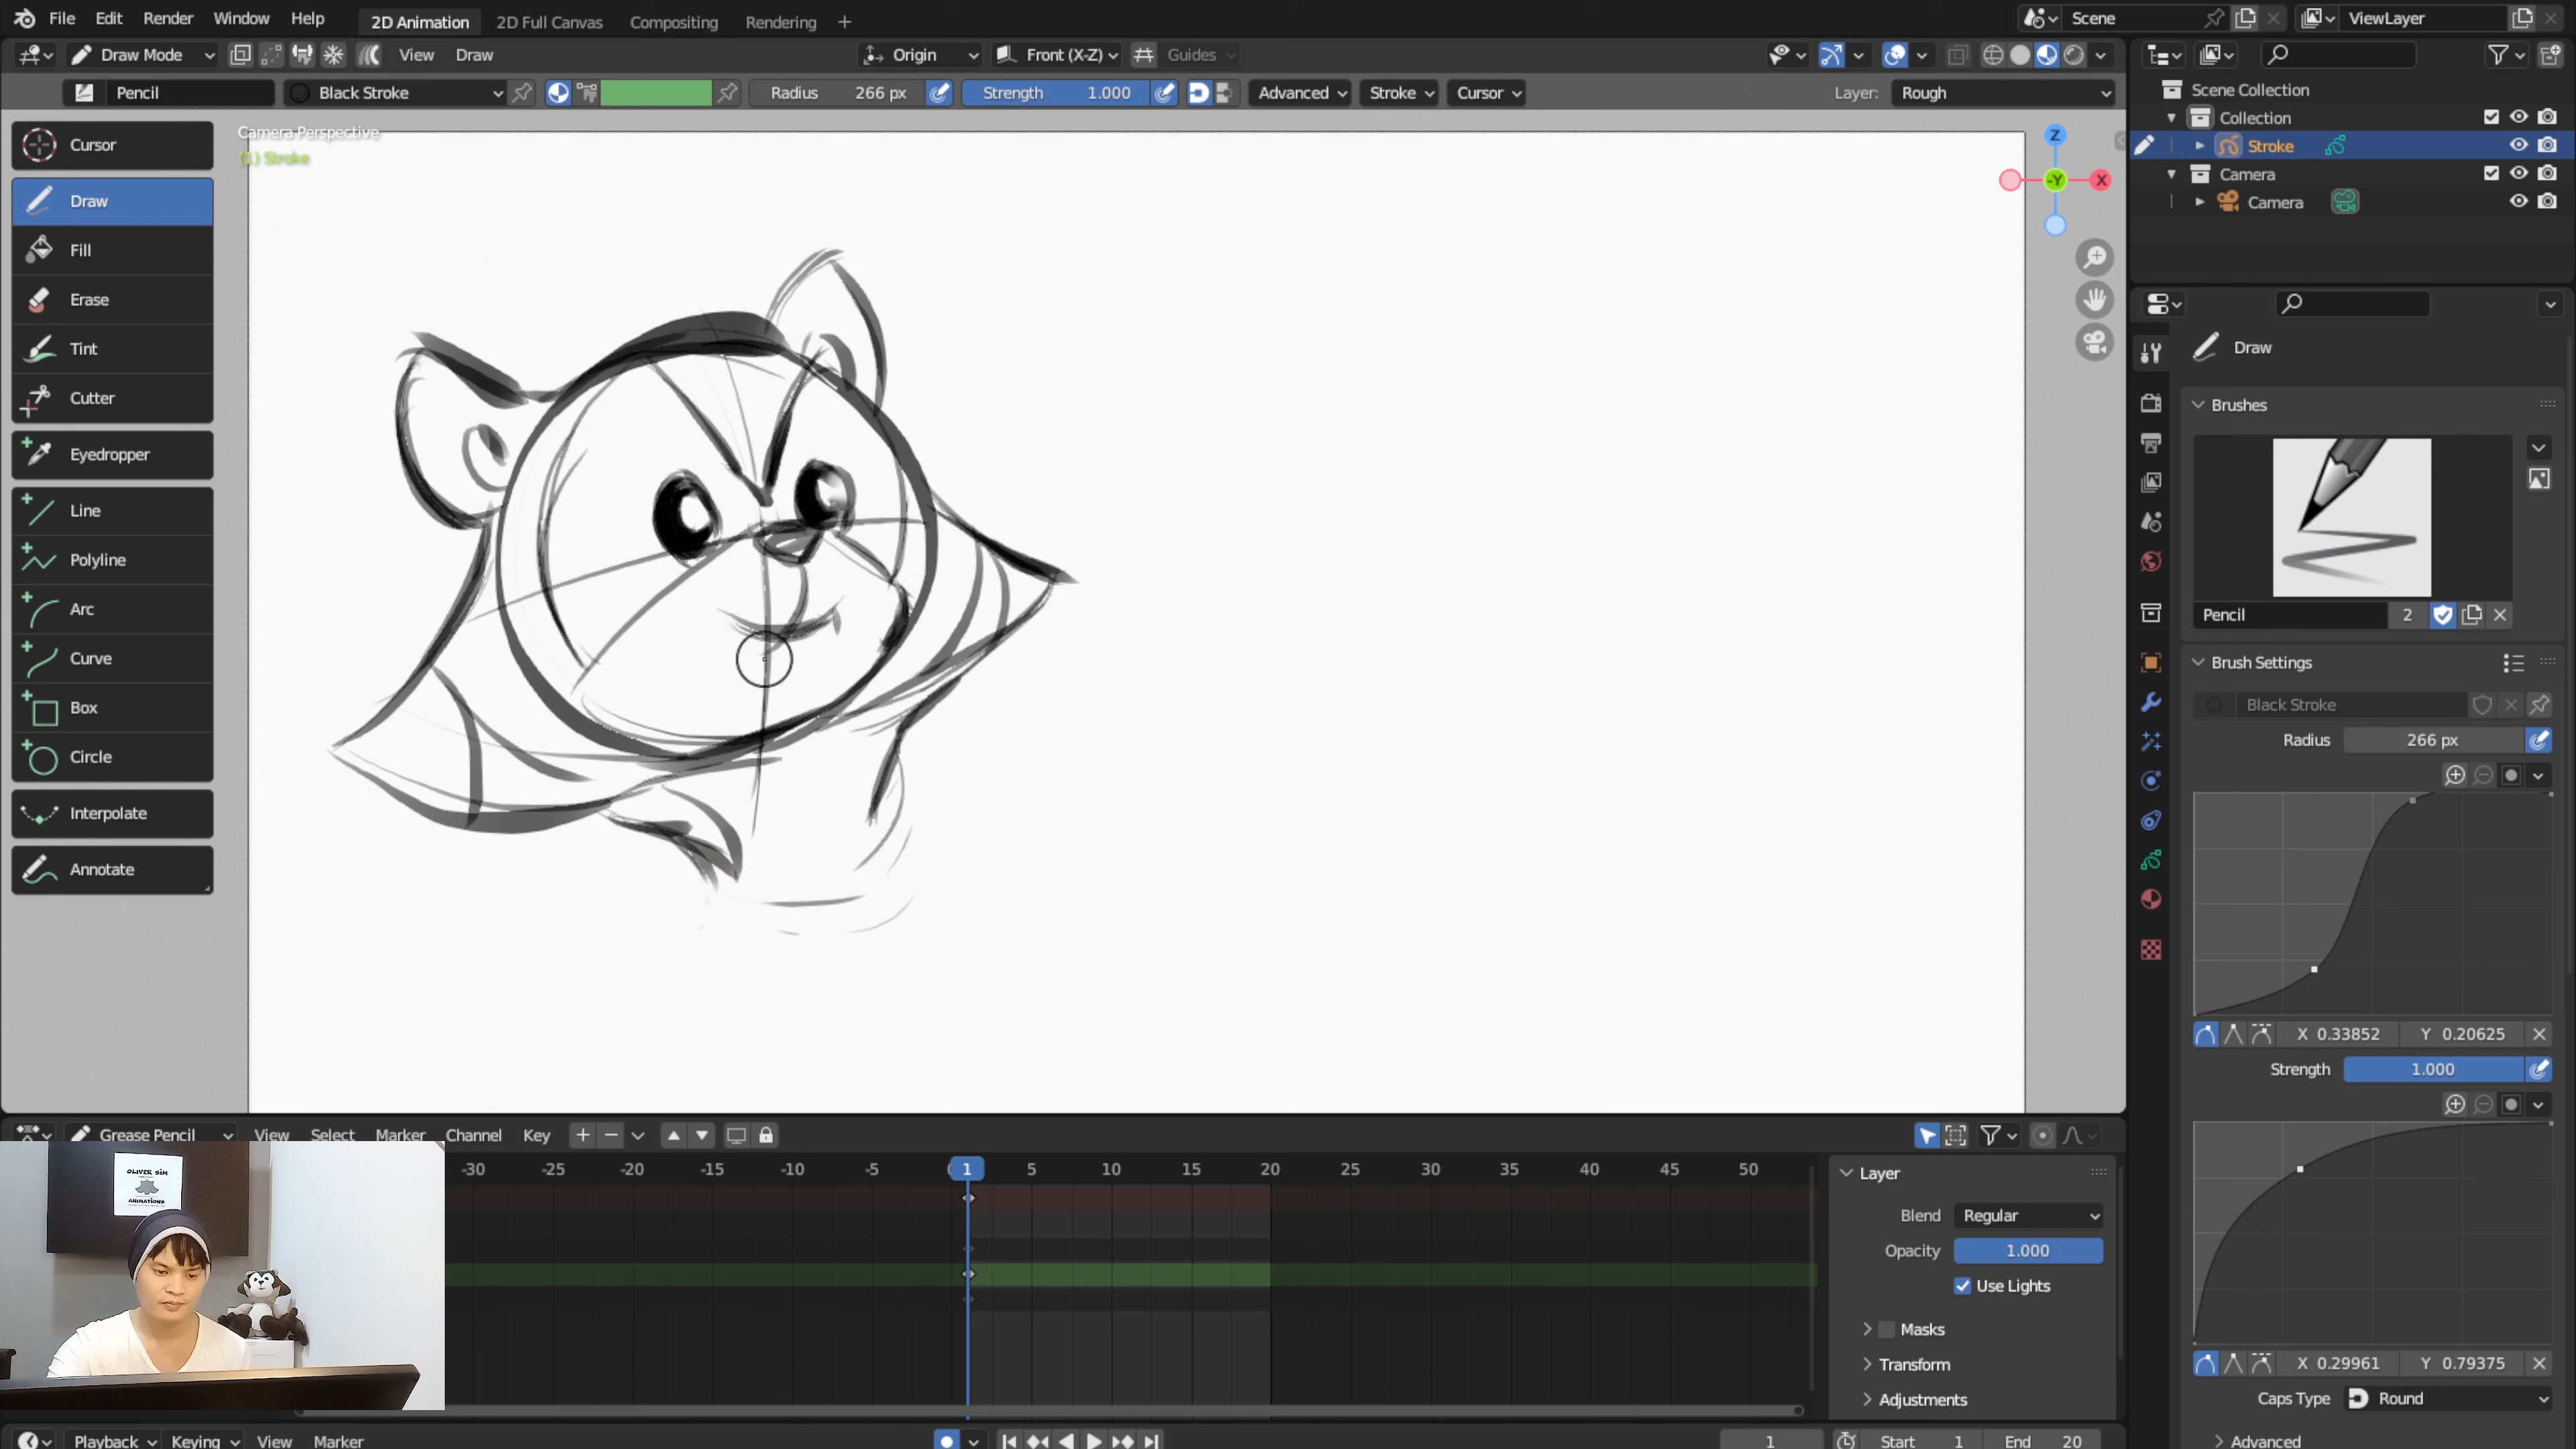 File Edit Render Window Help 2D Animation 2D Full Canvas Compositing Rendering + Scene ViewLayer
Draw Mode View Draw Origin Front (X-Z) Guides
Pencil Black Stroke Radius 266 px Strength 1.000 Advanced Stroke Cursor Layer: Rough
Camera Perspective
(1) Stroke
Cursor
Draw
Fill
Erase
Tint
Cutter
Eyedropper
Line
Polyline
Arc
Curve
Box
Circle
Interpolate
Annotate
Z
-Y
X
Scene Collection
Collection
Stroke
Camera
Camera
Draw
Brushes
Pencil 2
Brush Settings
Black Stroke
Radius 266 px
X 0.33852 Y 0.20625
Strength 1.000
X 0.29961 Y 0.79375
Caps Type Round
Advanced
Grease Pencil View Select Marker Channel Key
-30 -25 -20 -15 -10 -5 1 5 10 15 20 25 30 35 40 45 50
Layer
Blend Regular
Opacity 1.000
Use Lights
Masks
Transform
Adjustments
OLIVER SIM
ANIMATIONS
Playback Keying View Marker 1 Start 1 End 20